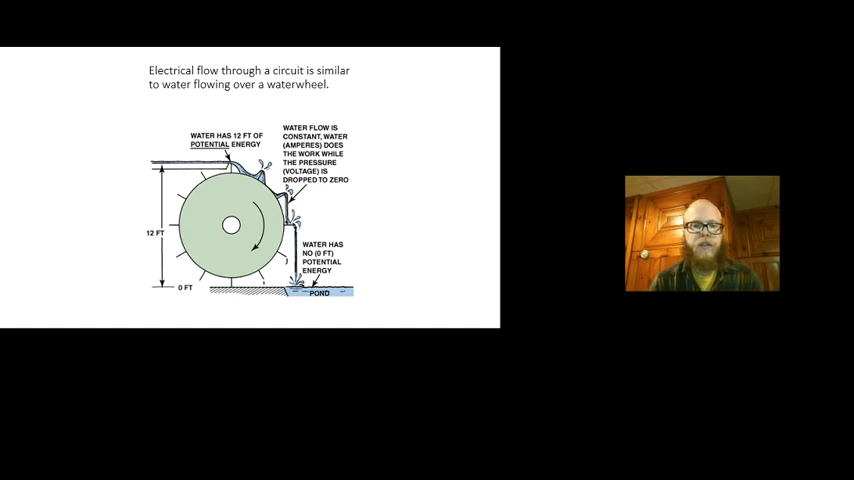 Electrical flow through a circuit is similar
to water flowing over a waterwheel.
WATER HAS 12 FT OF
POTENTIAL ENERGY
WATER FLOW IS
CONSTANT, WATER
(AMPERES) DOES
THE WORK WHILE
THE PRESSURE
(VOLTAGE) IS
DROPPED TO ZERO
12 FT
WATER HAS
NO (0 FT)
POTENTIAL
ENERGY
0 FT
POND